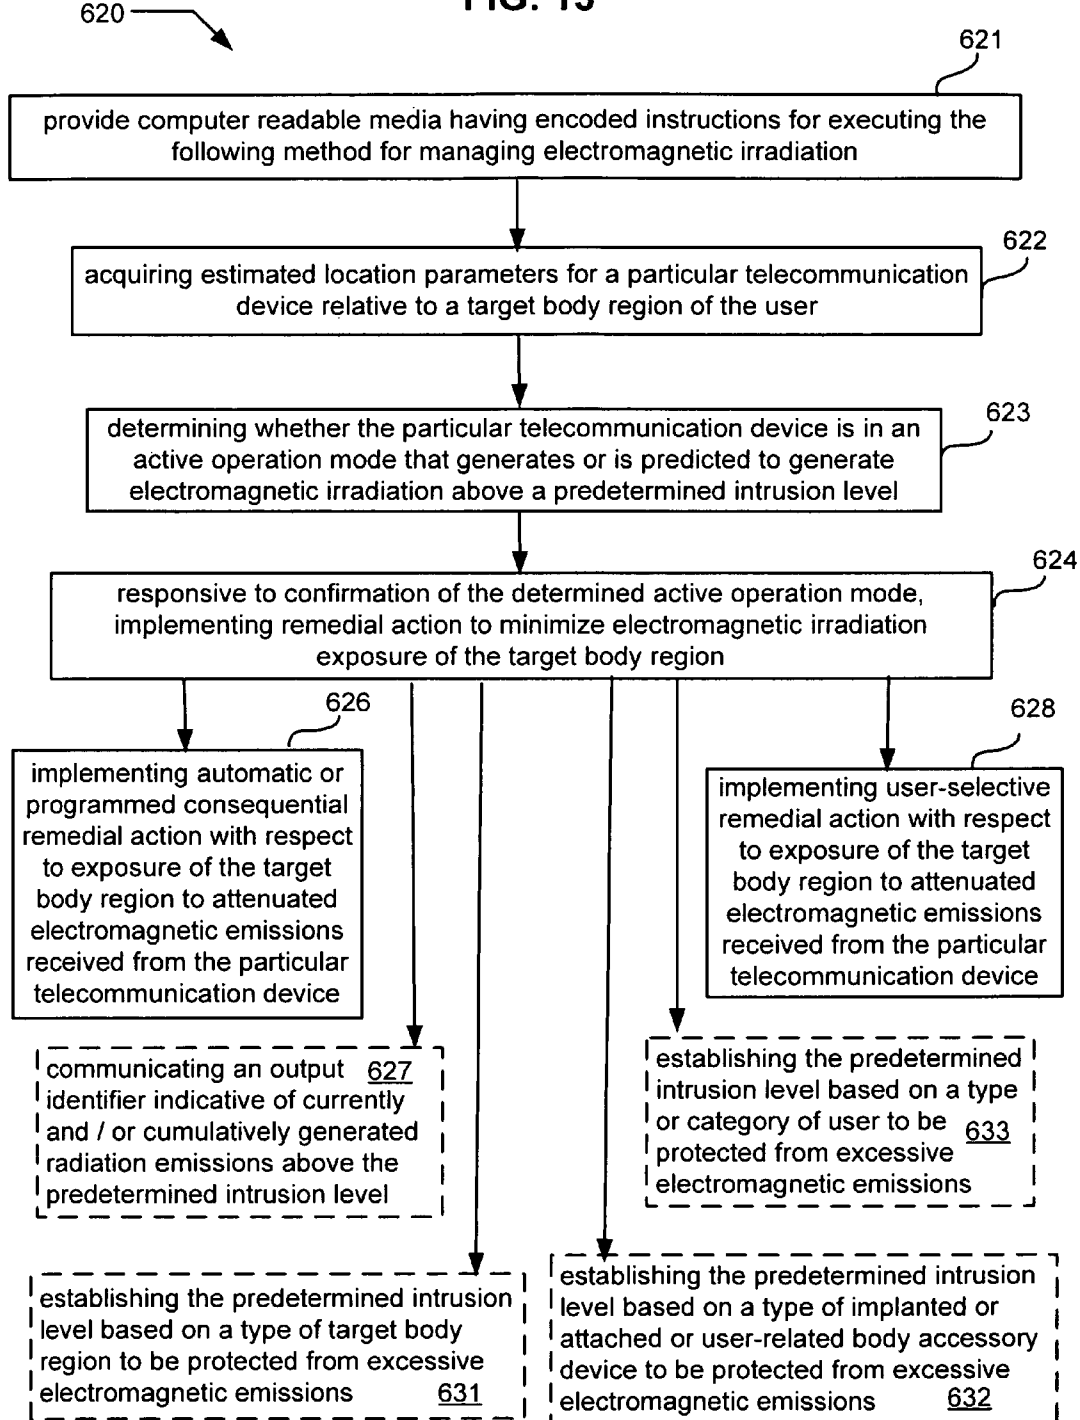 FIG. 13
620
621
provide computer readable media having encoded instructions for executing the
following method for managing electromagnetic irradiation
622
acquiring estimated location parameters for a particular telecommunication
device relative to a target body region of the user
623
determining whether the particular telecommunication device is in an
active operation mode that generates or is predicted to generate
electromagnetic irradiation above a predetermined intrusion level
624
responsive to confirmation of the determined active operation mode,
implementing remedial action to minimize electromagnetic irradiation
exposure of the target body region
626
implementing automatic or
programmed consequential
remedial action with respect
to exposure of the target
body region to attenuated
electromagnetic emissions
received from the particular
telecommunication device
628
implementing user-selective
remedial action with respect
to exposure of the target
body region to attenuated
electromagnetic emissions
received from the particular
telecommunication device
communicating an output 627
identifier indicative of currently
and / or cumulatively generated
radiation emissions above the
predetermined intrusion level
establishing the predetermined
intrusion level based on a type
or category of user to be 633
protected from excessive
electromagnetic emissions
establishing the predetermined intrusion
level based on a type of target body
region to be protected from excessive
electromagnetic emissions 631
establishing the predetermined intrusion
level based on a type of implanted or
attached or user-related body accessory
device to be protected from excessive
electromagnetic emissions 632